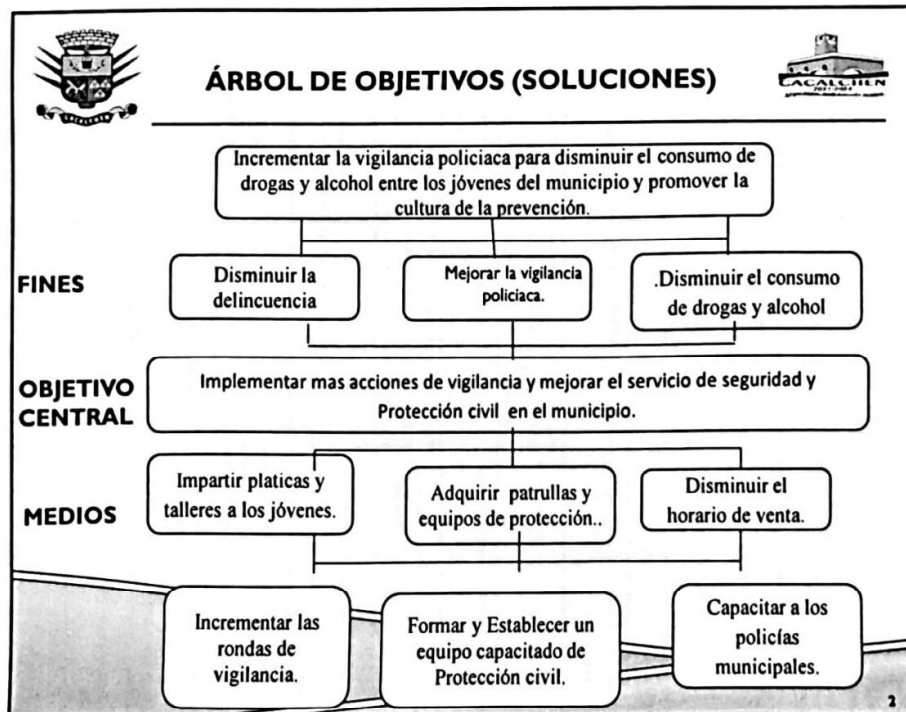 ÁRBOL DE OBJETIVOS (SOLUCIONES)
CACALCHEN
2021-2024
Incrementar la vigilancia policiaca para disminuir el consumo de
drogas y alcohol entre los jóvenes del municipio y promover la
cultura de la prevención.
FINES
Disminuir la
delincuencia
Mejorar la vigilancia
policiaca.
.Disminuir el consumo
de drogas y alcohol
OBJETIVO
CENTRAL
Implementar mas acciones de vigilancia y mejorar el servicio de seguridad y
Protección civil en el municipio.
MEDIOS
Impartir platicas y
talleres a los jóvenes.
Adquirir patrullas y
equipos de protección..
Disminuir el
horario de venta.
Incrementar las
rondas de
vigilancia.
Formar y Establecer un
equipo capacitado de
Protección civil.
Capacitar a los
policías
municipales.
2